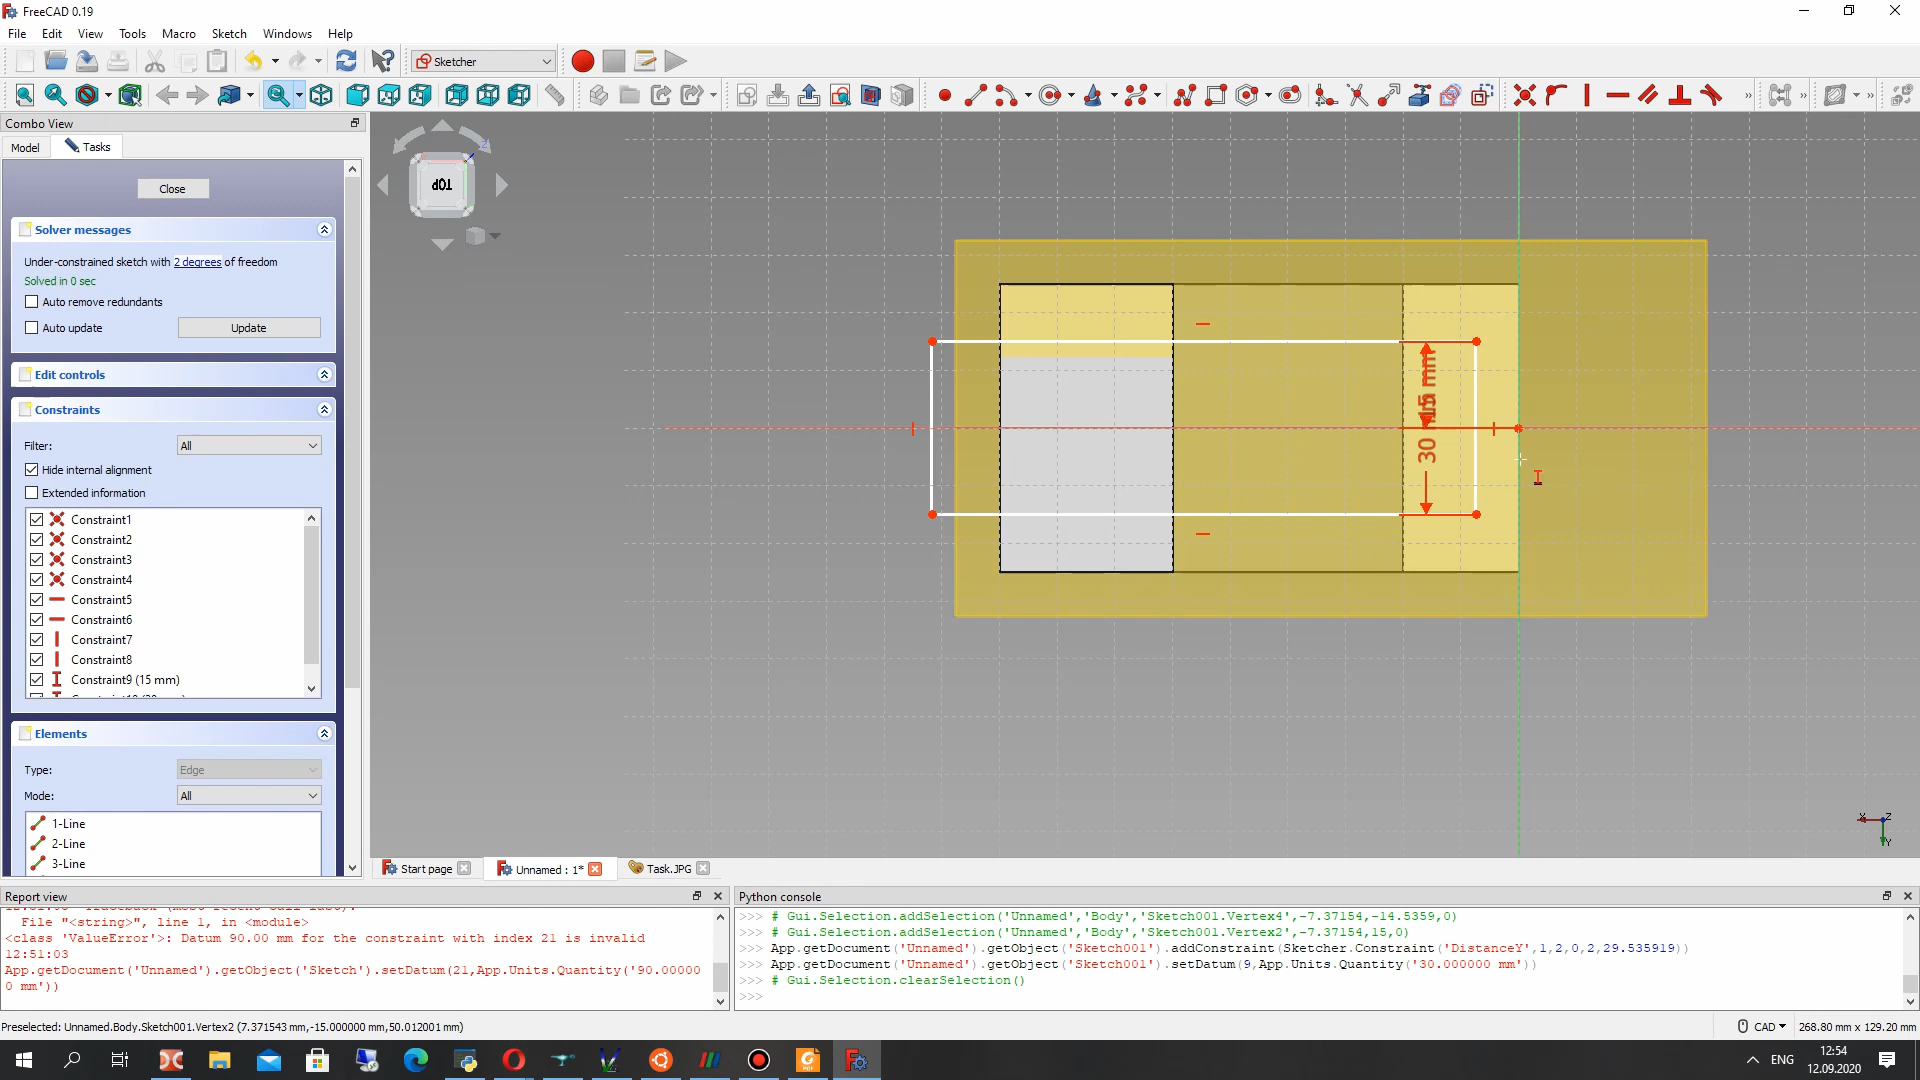 FreeCAD 0.19
File Edit View Tools Macro Sketch Windows Help
Sketcher
Combo View
Model Tasks
Close
Solver messages
Under-constrained sketch with 2 degrees of freedom
Solved in 0 sec
Auto remove redundants
Auto update Update
Edit controls
Constraints
Filter: All
Hide internal alignment
Extended information
Constraint1
Constraint2
Constraint3
Constraint4
Constraint5
Constraint6
Constraint7
Constraint8
Constraint9 (15 mm)
Elements
Type: Edge
Mode: All
1-Line
2-Line
3-Line
TOP
Z
15 mm
30 mm
X Z
Y
Start page Unnamed : 1* Task.JPG
Report view
File "<string>", line 1, in <module>
<class 'ValueError'>: Datum 90.00 mm for the constraint with index 21 is invalid
12:51:03
App.getDocument('Unnamed').getObject('Sketch').setDatum(21,App.Units.Quantity('90.00000
0 mm'))
Python console
>>> # Gui.Selection.addSelection('Unnamed','Body','Sketch001.Vertex4',-7.37154,-14.5359,0)
>>> # Gui.Selection.addSelection('Unnamed','Body','Sketch001.Vertex2',-7.37154,15,0)
>>> App.getDocument('Unnamed').getObject('Sketch001').addConstraint(Sketcher.Constraint('DistanceY',1,2,0,2,29.535919))
>>> App.getDocument('Unnamed').getObject('Sketch001').setDatum(9,App.Units.Quantity('30.000000 mm'))
>>> # Gui.Selection.clearSelection()
>>>
Preselected: Unnamed.Body.Sketch001.Vertex2 (7.371543 mm,-15.000000 mm,50.012001 mm)
CAD 268.80 mm x 129.20 mm
ENG
12:54
12.09.2020